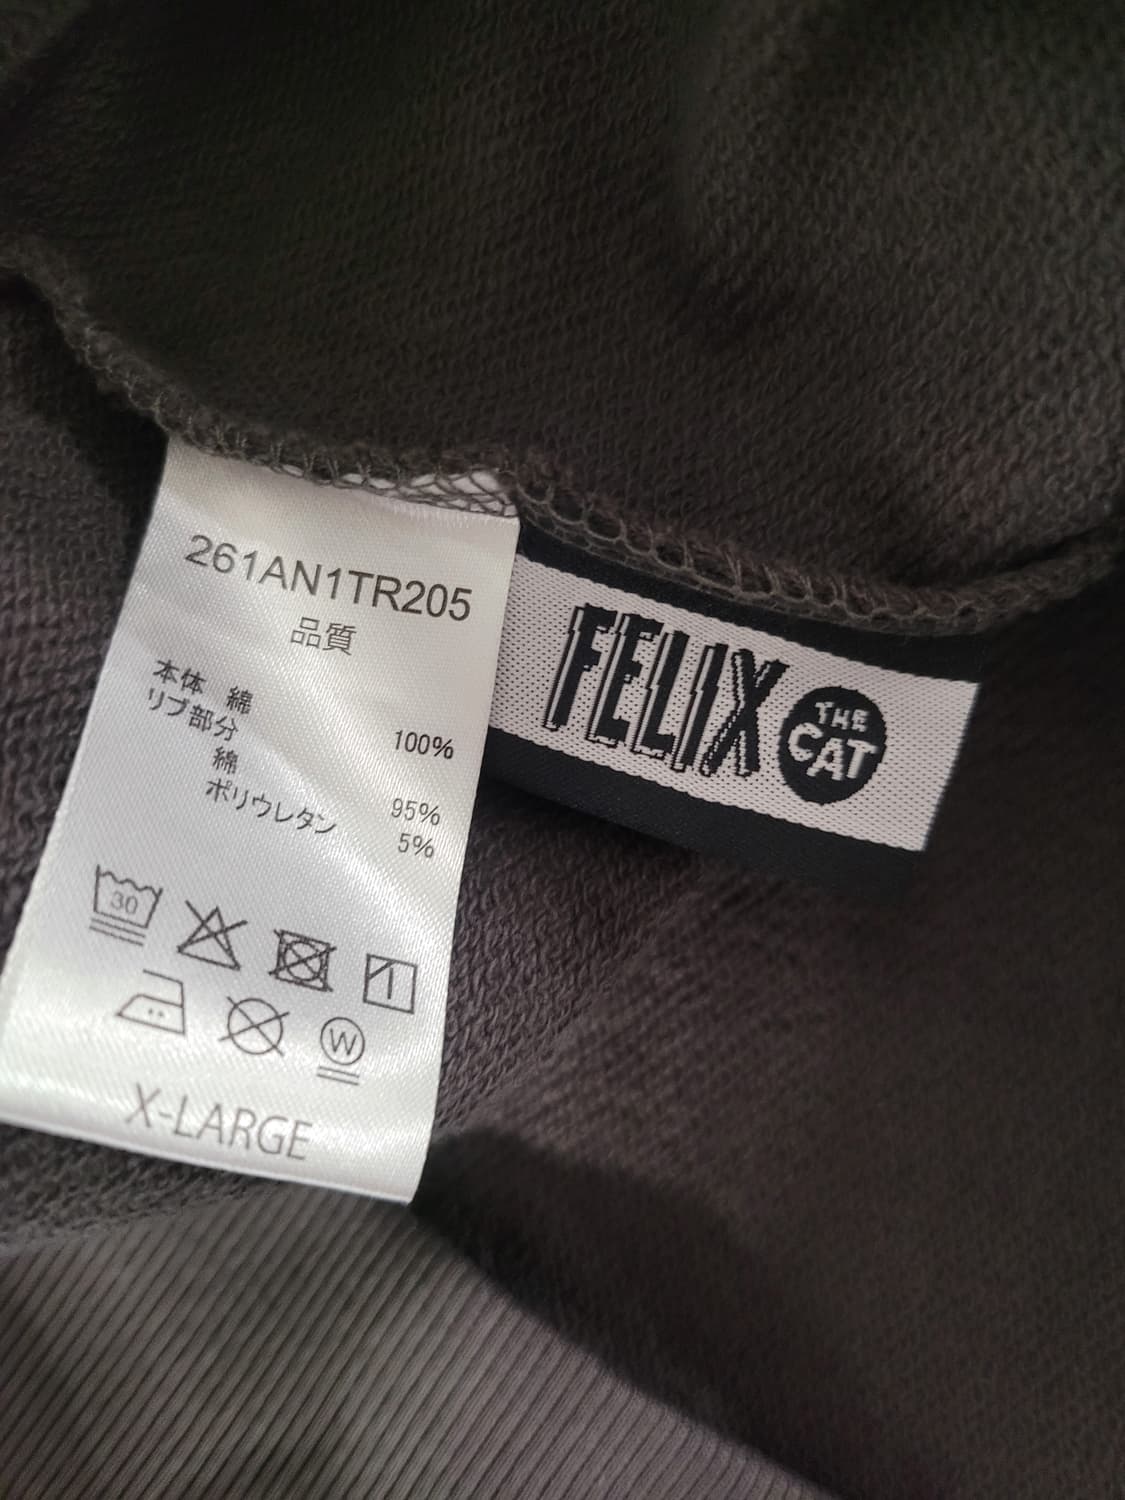 261AN1TR205
品質
本体 綿 100%
リブ部分
綿 95%
ポリウレタン 5%
30
W
X-LARGE
FELIX
THE
CAT